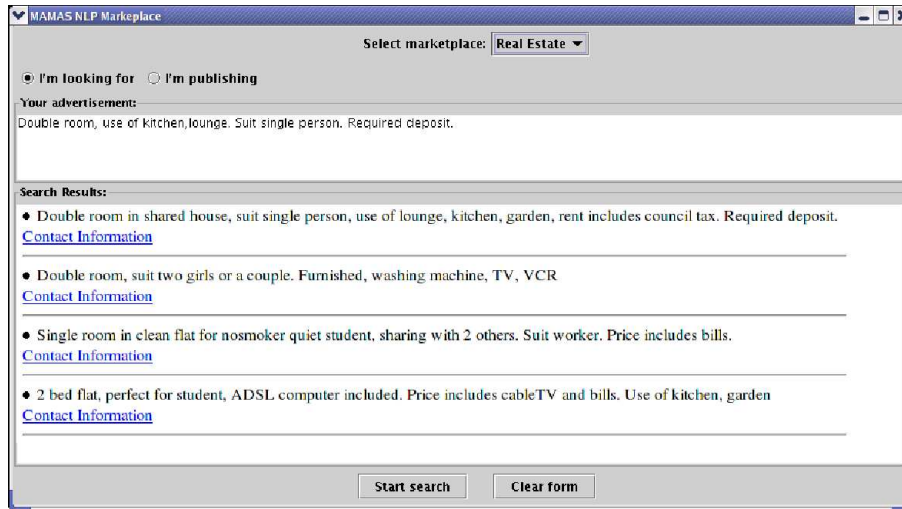 MAMAS NLP Markeplace
Select marketplace: Real Estate
I'm looking for I'm publishing
Your advertisement:
Double room, use of kitchen,lounge. Suit single person. Required deposit.
Search Results:
Double room in shared house, suit single person, use of lounge, kitchen, garden, rent includes council tax. Required deposit.
Contact Information
Double room, suit two girls or a couple. Furnished, washing machine, TV, VCR
Contact Information
Single room in clean flat for nosmoker quiet student, sharing with 2 others. Suit worker. Price includes bills.
Contact Information
2 bed flat, perfect for student, ADSL computer included. Price includes cableTV and bills. Use of kitchen, garden
Contact Information
Start search Clear form